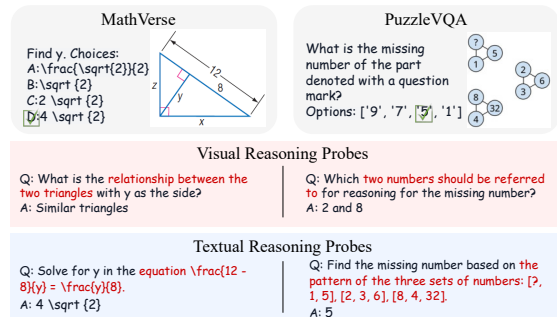 MathVerse
Find y. Choices:
A:\frac{\sqrt{2}}{2}
B:\sqrt {2}
C:2 \sqrt {2}
D:4 \sqrt {2}
12
8
z
y
x
PuzzleVQA
What is the missing
number of the part
denoted with a question
mark?
Options: ['9', '7', '5', '1']
?
5
1
2
6
3
8
32
4
Visual Reasoning Probes
Q: What is the relationship between the
two triangles with y as the side?
A: Similar triangles
Q: Which two numbers should be referred
to for reasoning for the missing number?
A: 2 and 8
Textual Reasoning Probes
Q: Solve for y in the equation \frac{12 -
8}{y} = \frac{y}{8}.
A: 4 \sqrt {2}
Q: Find the missing number based on the
pattern of the three sets of numbers: [?,
1, 5], [2, 3, 6], [8, 4, 32].
A: 5